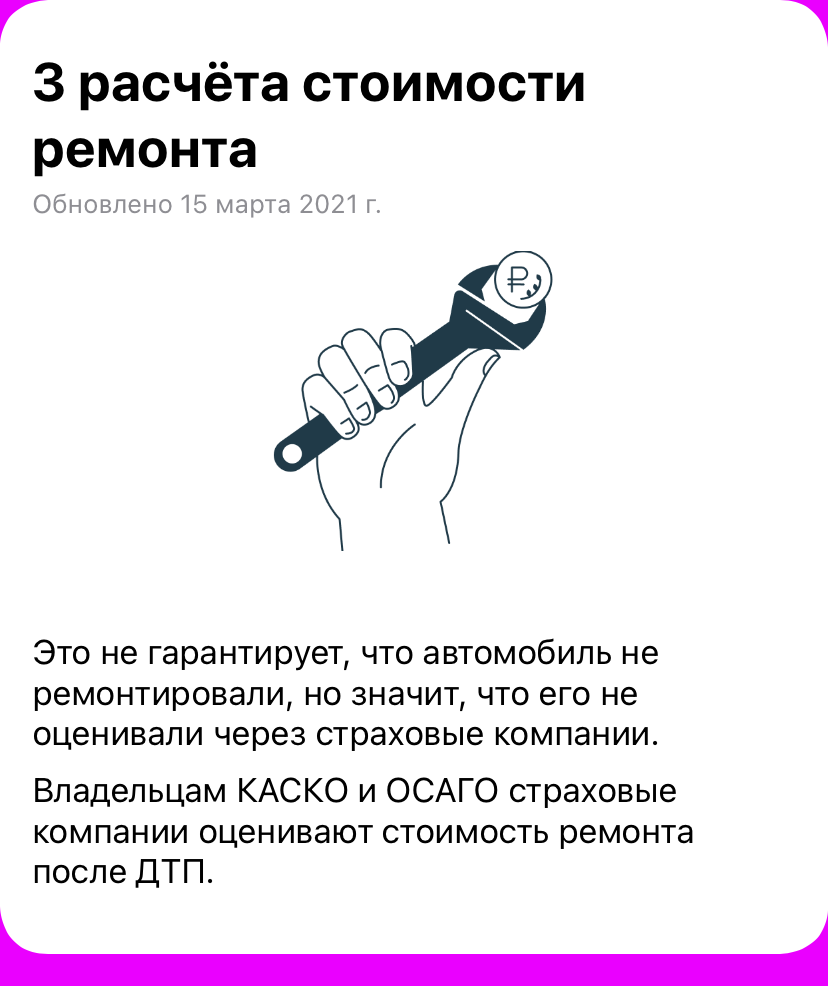 3 расчёта стоимости
ремонта
Обновлено 15 марта 2021 г.
₽
Это не гарантирует, что автомобиль не
ремонтировали, но значит, что его не
оценивали через страховые компании.
Владельцам КАСКО и ОСАГО страховые
компании оценивают стоимость ремонта
после ДТП.